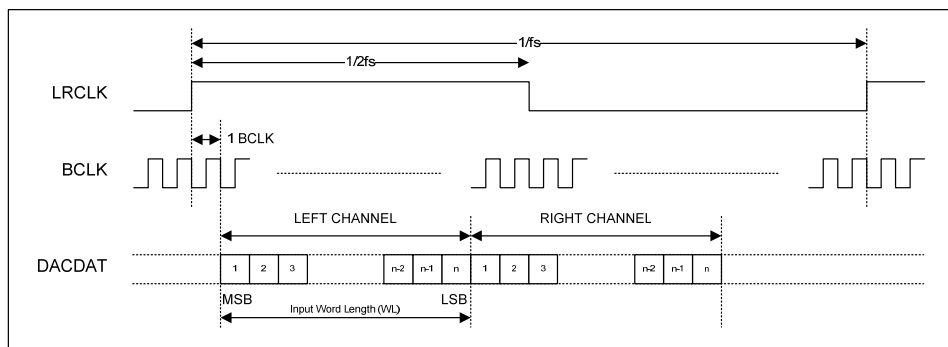 1/fs
1/2fs
LRCLK
1 BCLK
BCLK
LEFT CHANNEL RIGHT CHANNEL
DACDAT 1 2 3 n-2 n-1 n 1 2 3 n-2 n-1 n
MSB LSB
Input Word Length (WL)